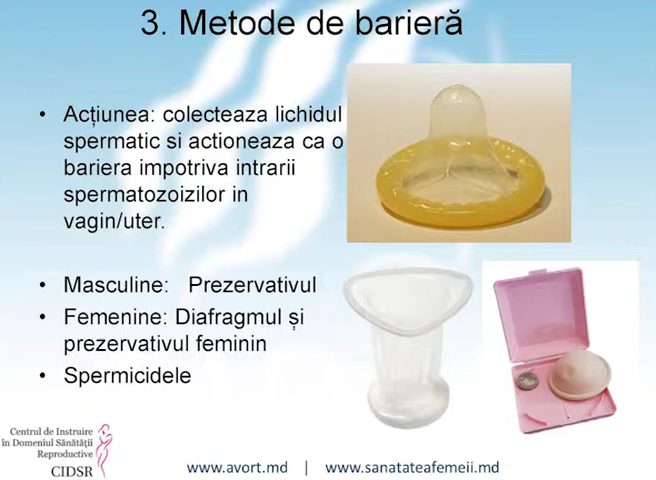 3. Metode de barieră
• Acțiunea: colecteaza lichidul
spermatic si actioneaza ca o
bariera impotriva intrarii
spermatozoizilor in
vagin/uter.
• Masculine: Prezervativul
• Femenine: Diafragmul și
prezervativul feminin
• Spermicidele
Centrul de Instruire
în Domeniul Sănătății
Reproductive
CIDSR
www.avort.md | www.sanatateafemeii.md